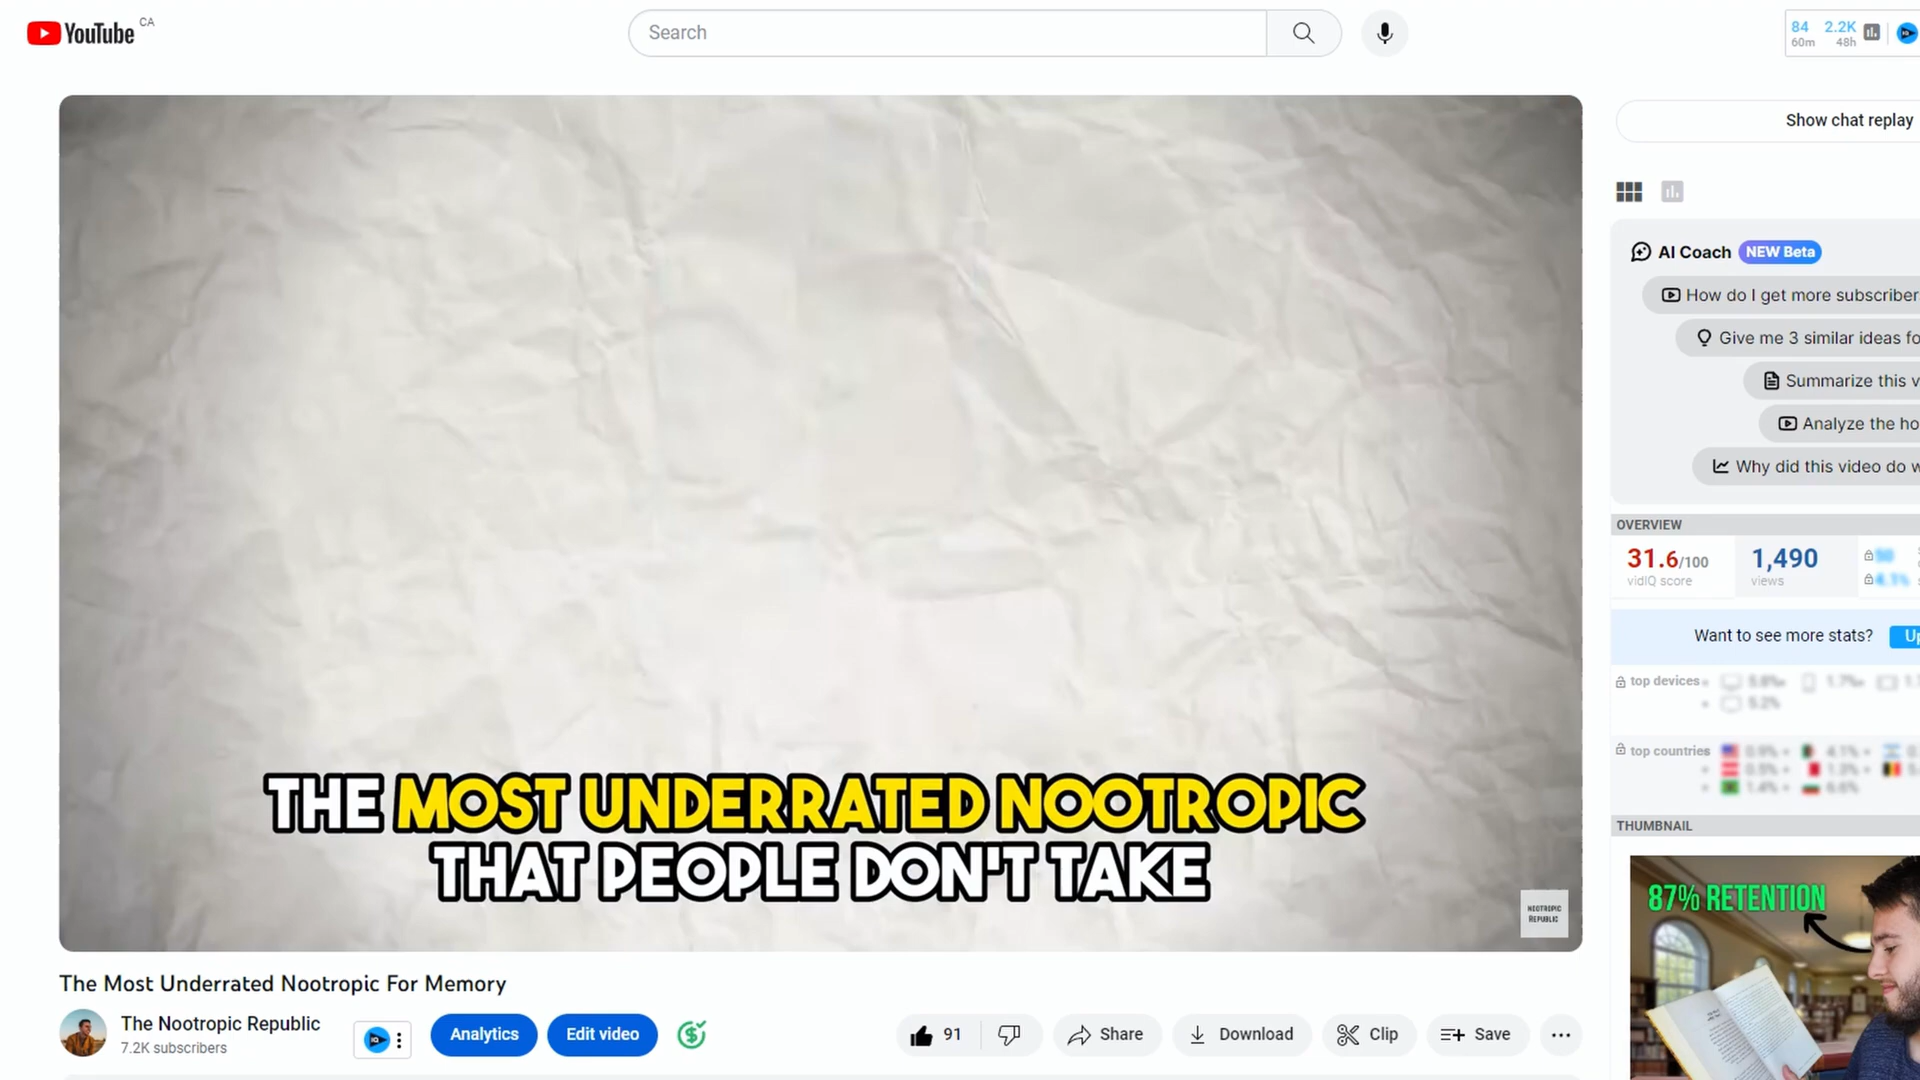 YouTube CA
Search
84 2.2K
60m 48h
Show chat replay
AI Coach NEW Beta
How do I get more subscriber
Give me 3 similar ideas fo
Summarize this v
Analyze the ho
Why did this video do w
OVERVIEW
31.6/100 1,490
vidIQ score views
Want to see more stats? Up
top devices
top countries
THUMBNAIL
87% RETENTION
THE MOST UNDERRATED NOOTROPIC
THAT PEOPLE DON'T TAKE
NOOTROPIC
REPUBLIC
The Most Underrated Nootropic For Memory
The Nootropic Republic
7.2K subscribers
IQ
Analytics
Edit video
91
Share
Download
Clip
Save